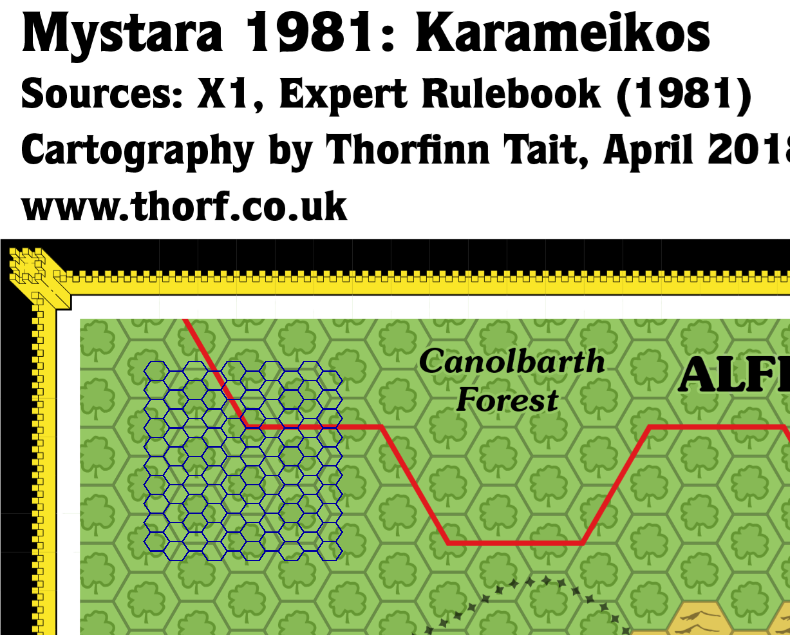 Mystara 1981: Karameikos
Sources: X1, Expert Rulebook (1981)
Cartography by Thorfinn Tait, April 201
www.thorf.co.uk
Canolbarth
Forest
ALF